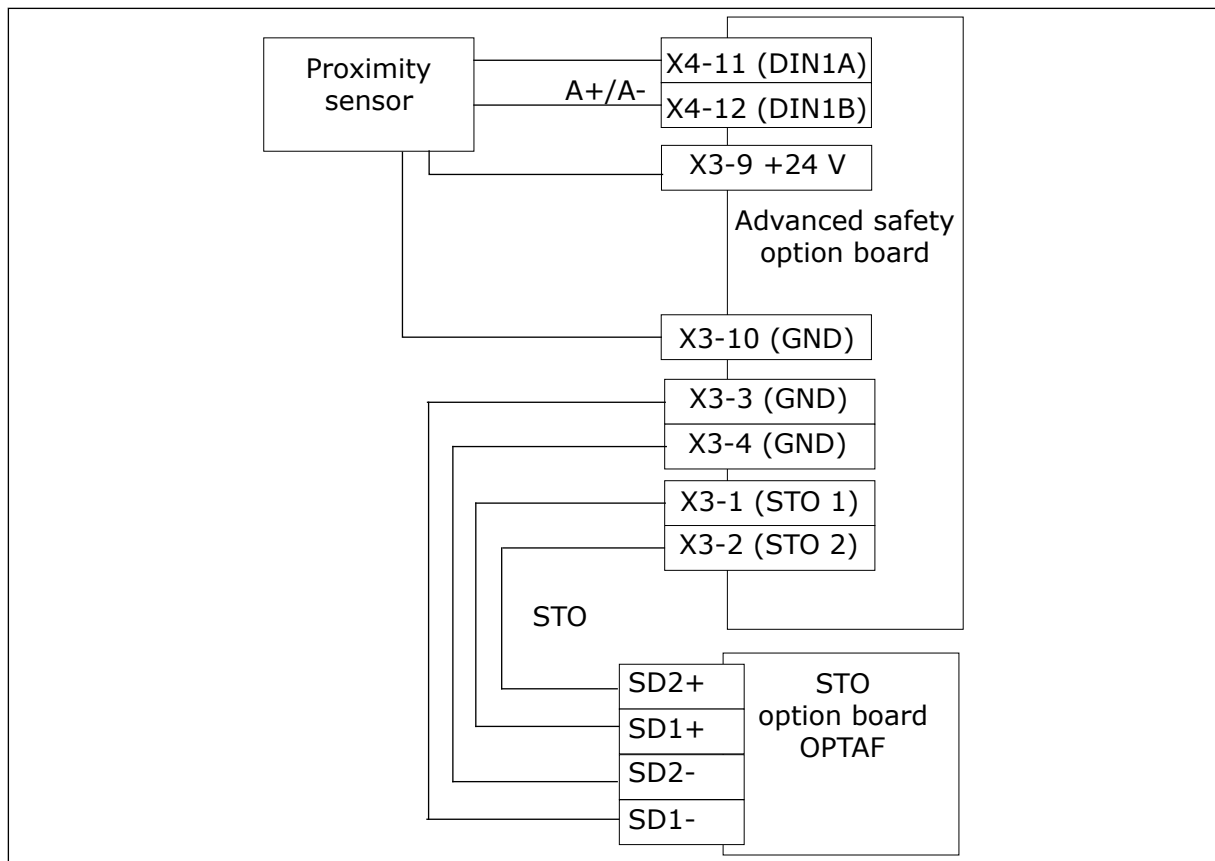 Proximity
sensor
A+/A-
X4-11 (DIN1A)
X4-12 (DIN1B)
X3-9 +24 V
Advanced safety
option board
X3-10 (GND)
X3-3 (GND)
X3-4 (GND)
X3-1 (STO 1)
X3-2 (STO 2)
STO
SD2+
SD1+
SD2-
SD1-
STO
option board
OPTAF